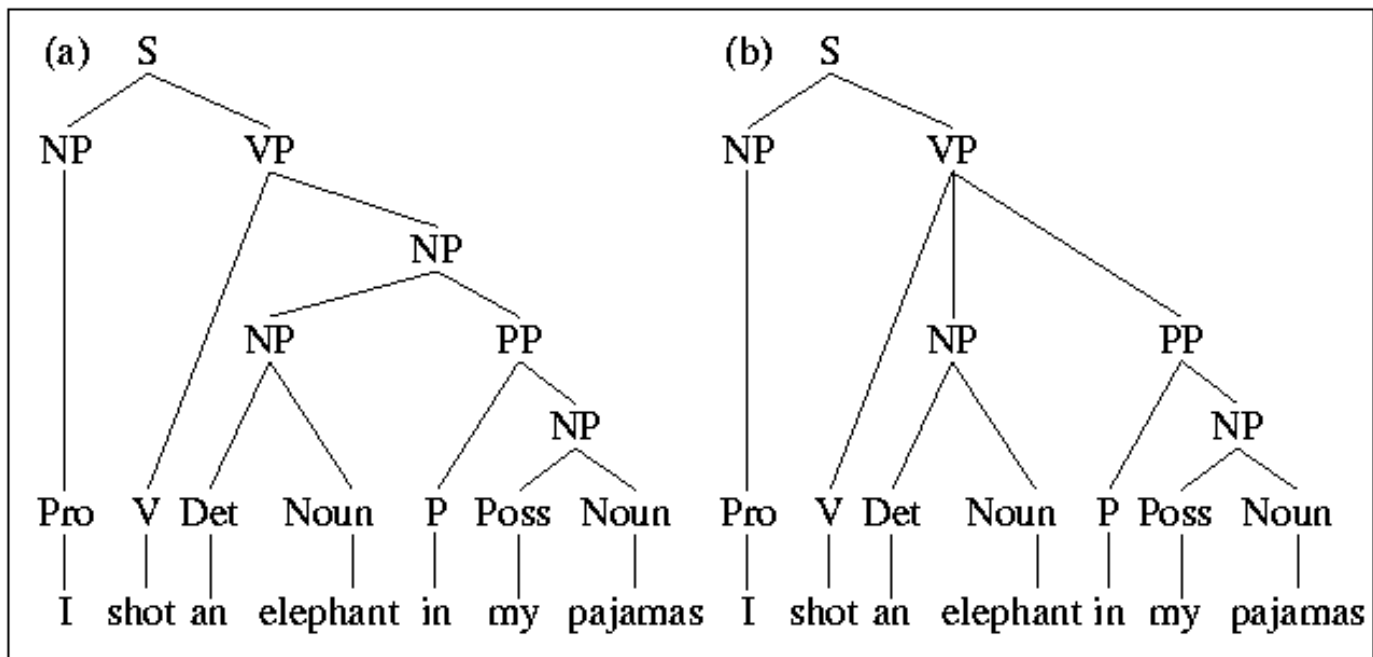 (a) S (b) S
NP VP NP VP
NP
NP PP NP PP
NP NP
Pro V Det Noun P Poss Noun Pro V Det Noun P Poss Noun
I shot an elephant in my pajamas I shot an elephant in my pajamas